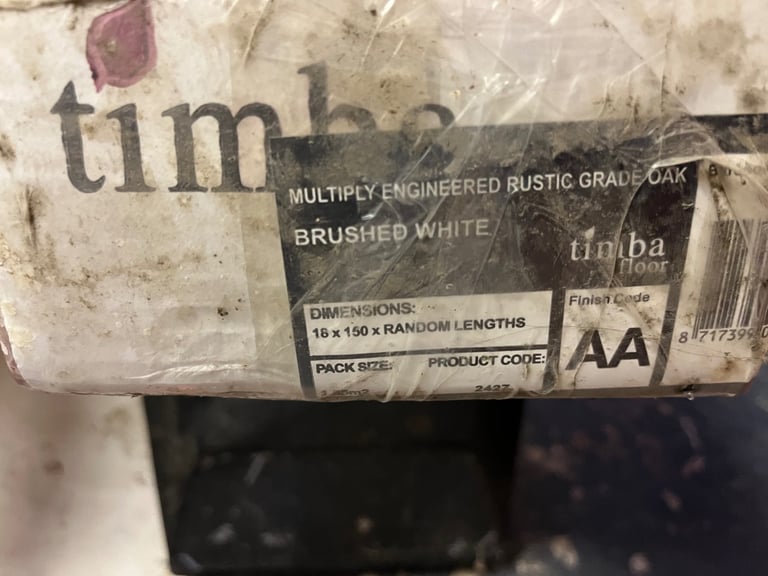 timba
MULTIPLY ENGINEERED RUSTIC GRADE OAK
BRUSHED WHITE
timba
floor
DIMENSIONS:
18 x 150 x RANDOM LENGTHS
Finish Code
AA
PACK SIZE:
PRODUCT CODE:
2427
8 717399